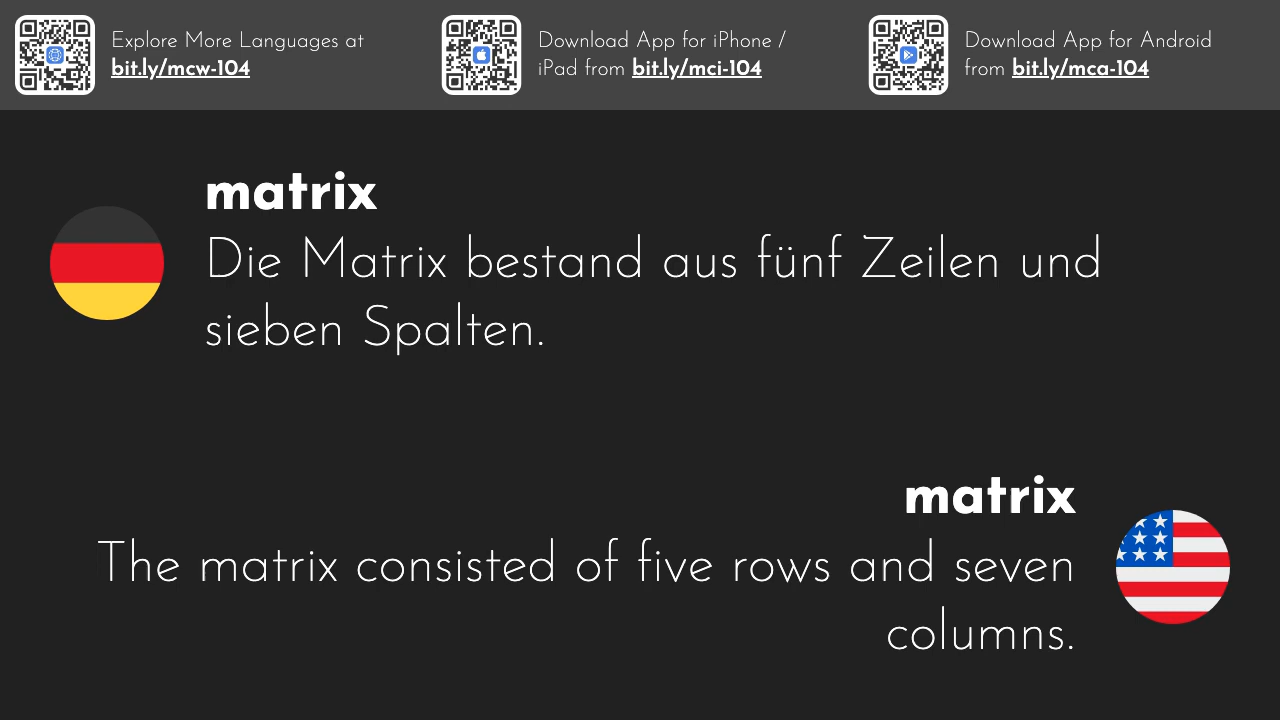 Explore More Languages at
bit.ly/mcw-104
Download App for iPhone /
iPad from bit.ly/mci-104
Download App for Android
from bit.ly/mca-104
matrix
Die Matrix bestand aus fünf Zeilen und
sieben Spalten.
matrix
The matrix consisted of five rows and seven
columns.